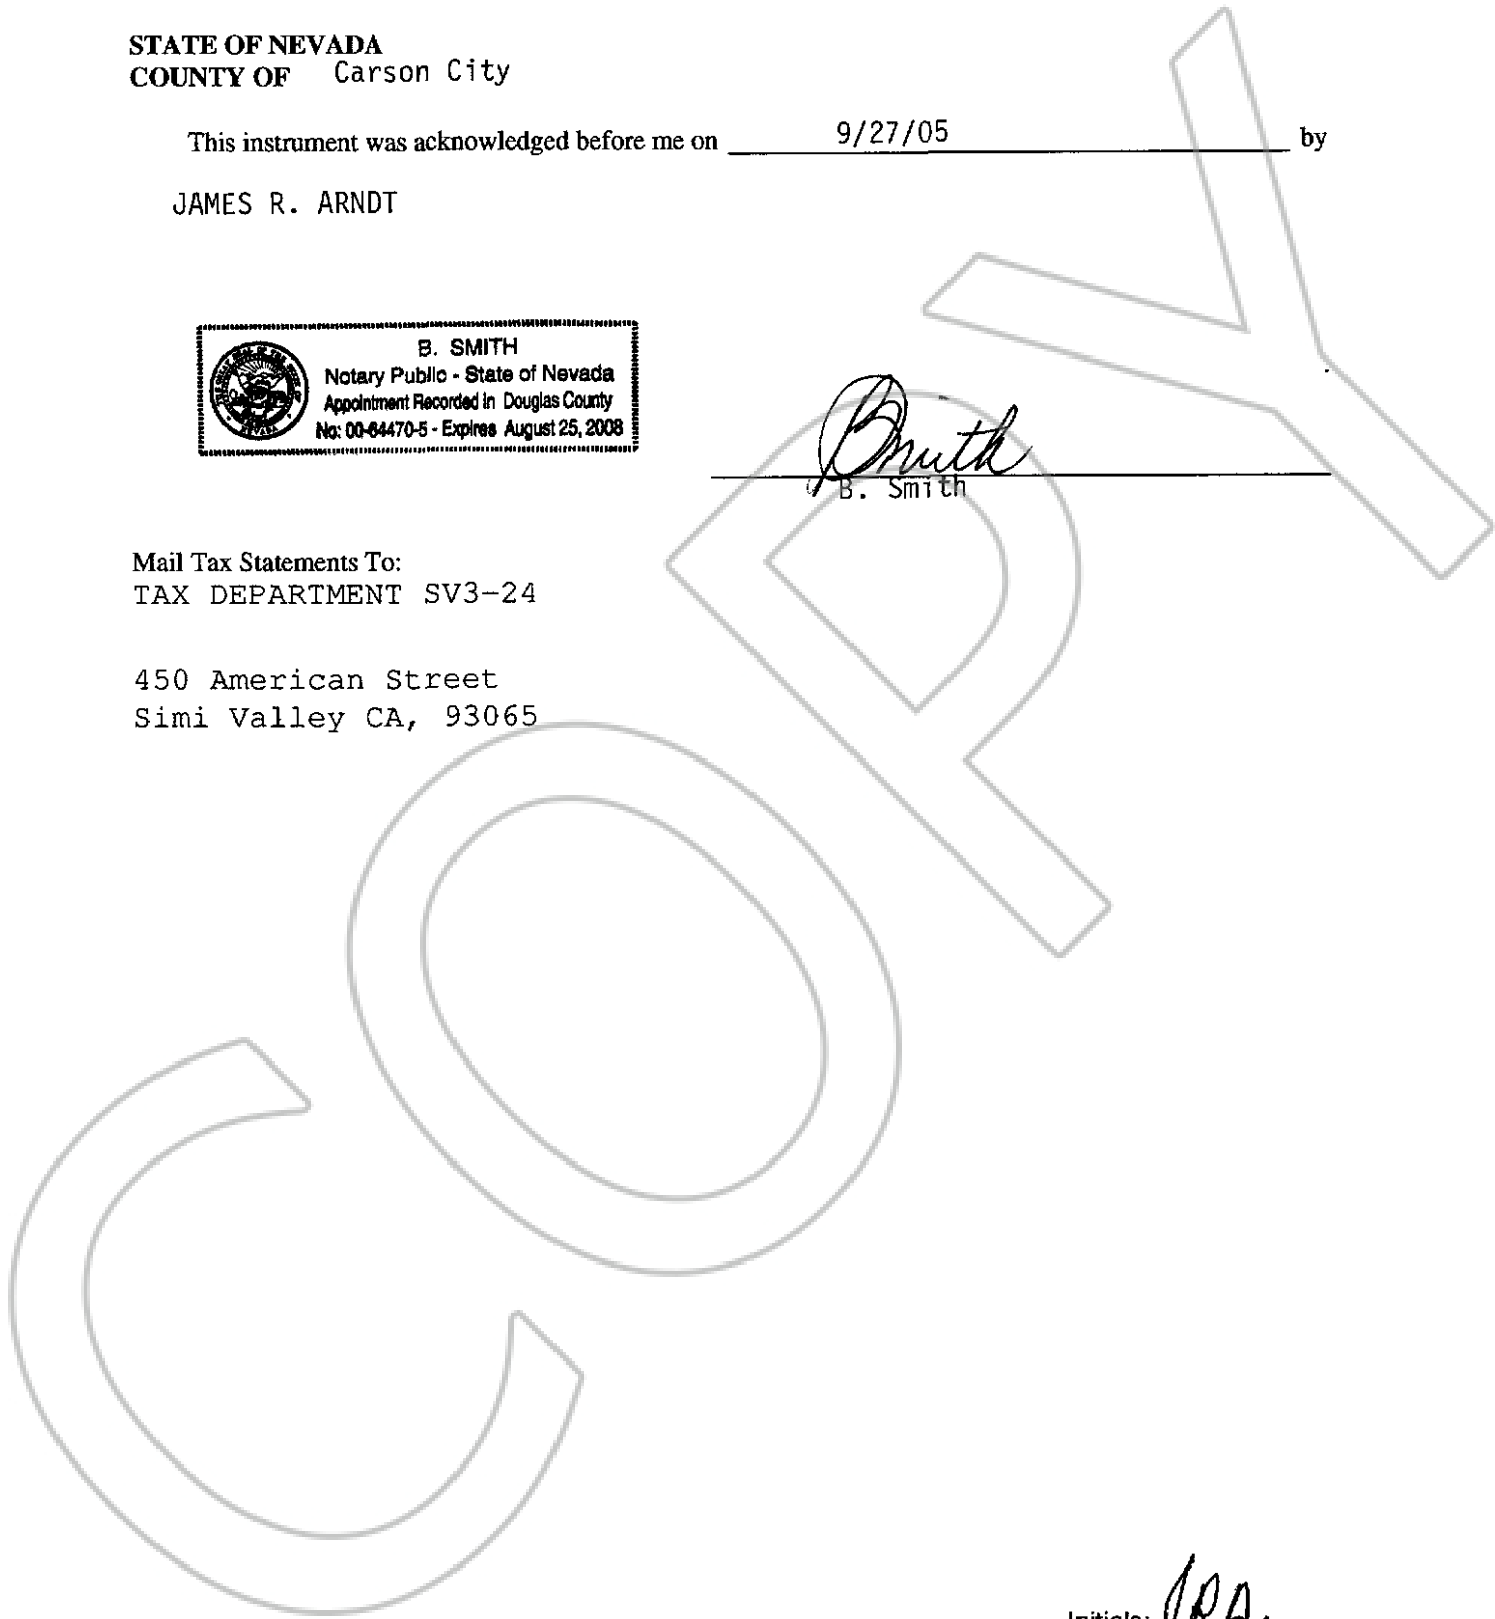 STATE OF NEVADA
COUNTY OF Carson City
This instrument was acknowledged before me on 9/27/05 by
JAMES R. ARNDT
B. SMITH
Notary Public - State of Nevada
Appointment Recorded in Douglas County
No: 00-64470-5 - Expires August 25, 2008
BSmith
B. Smith
Mail Tax Statements To:
TAX DEPARTMENT SV3-24
450 American Street
Simi Valley CA, 93065
COPY
Initials: JRA